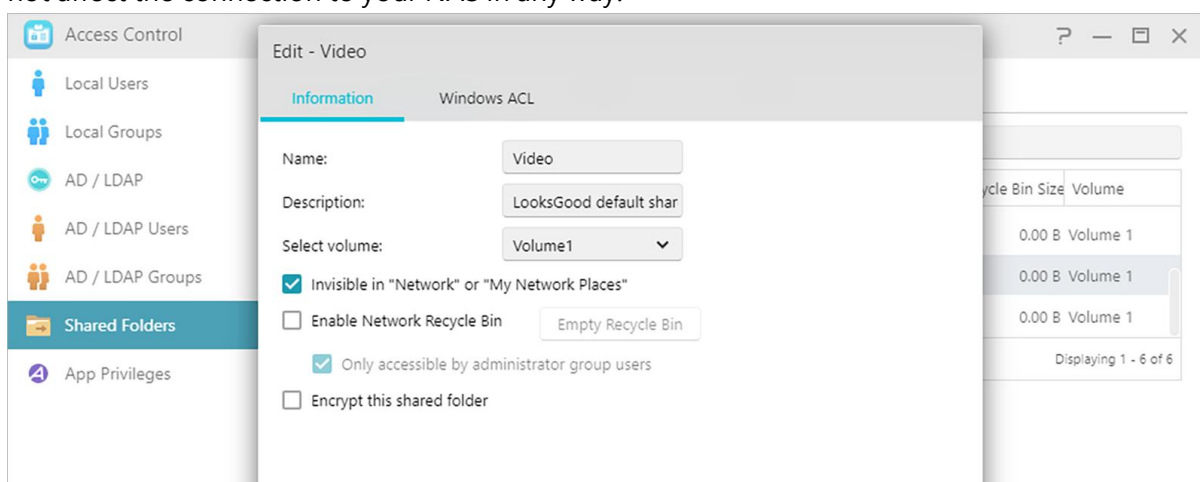 not affect the connection to your NAS in any way.
Access Control
Local Users
Local Groups
AD / LDAP
AD / LDAP Users
AD / LDAP Groups
Shared Folders
App Privileges
Edit - Video
Information
Windows ACL
Name:
Video
Description:
LooksGood default shar
Select volume:
Volume1
Invisible in "Network" or "My Network Places"
Enable Network Recycle Bin
Empty Recycle Bin
Only accessible by administrator group users
Encrypt this shared folder
ycle Bin Size
Volume
0.00 B
Volume 1
0.00 B
Volume 1
0.00 B
Volume 1
Displaying 1 - 6 of 6